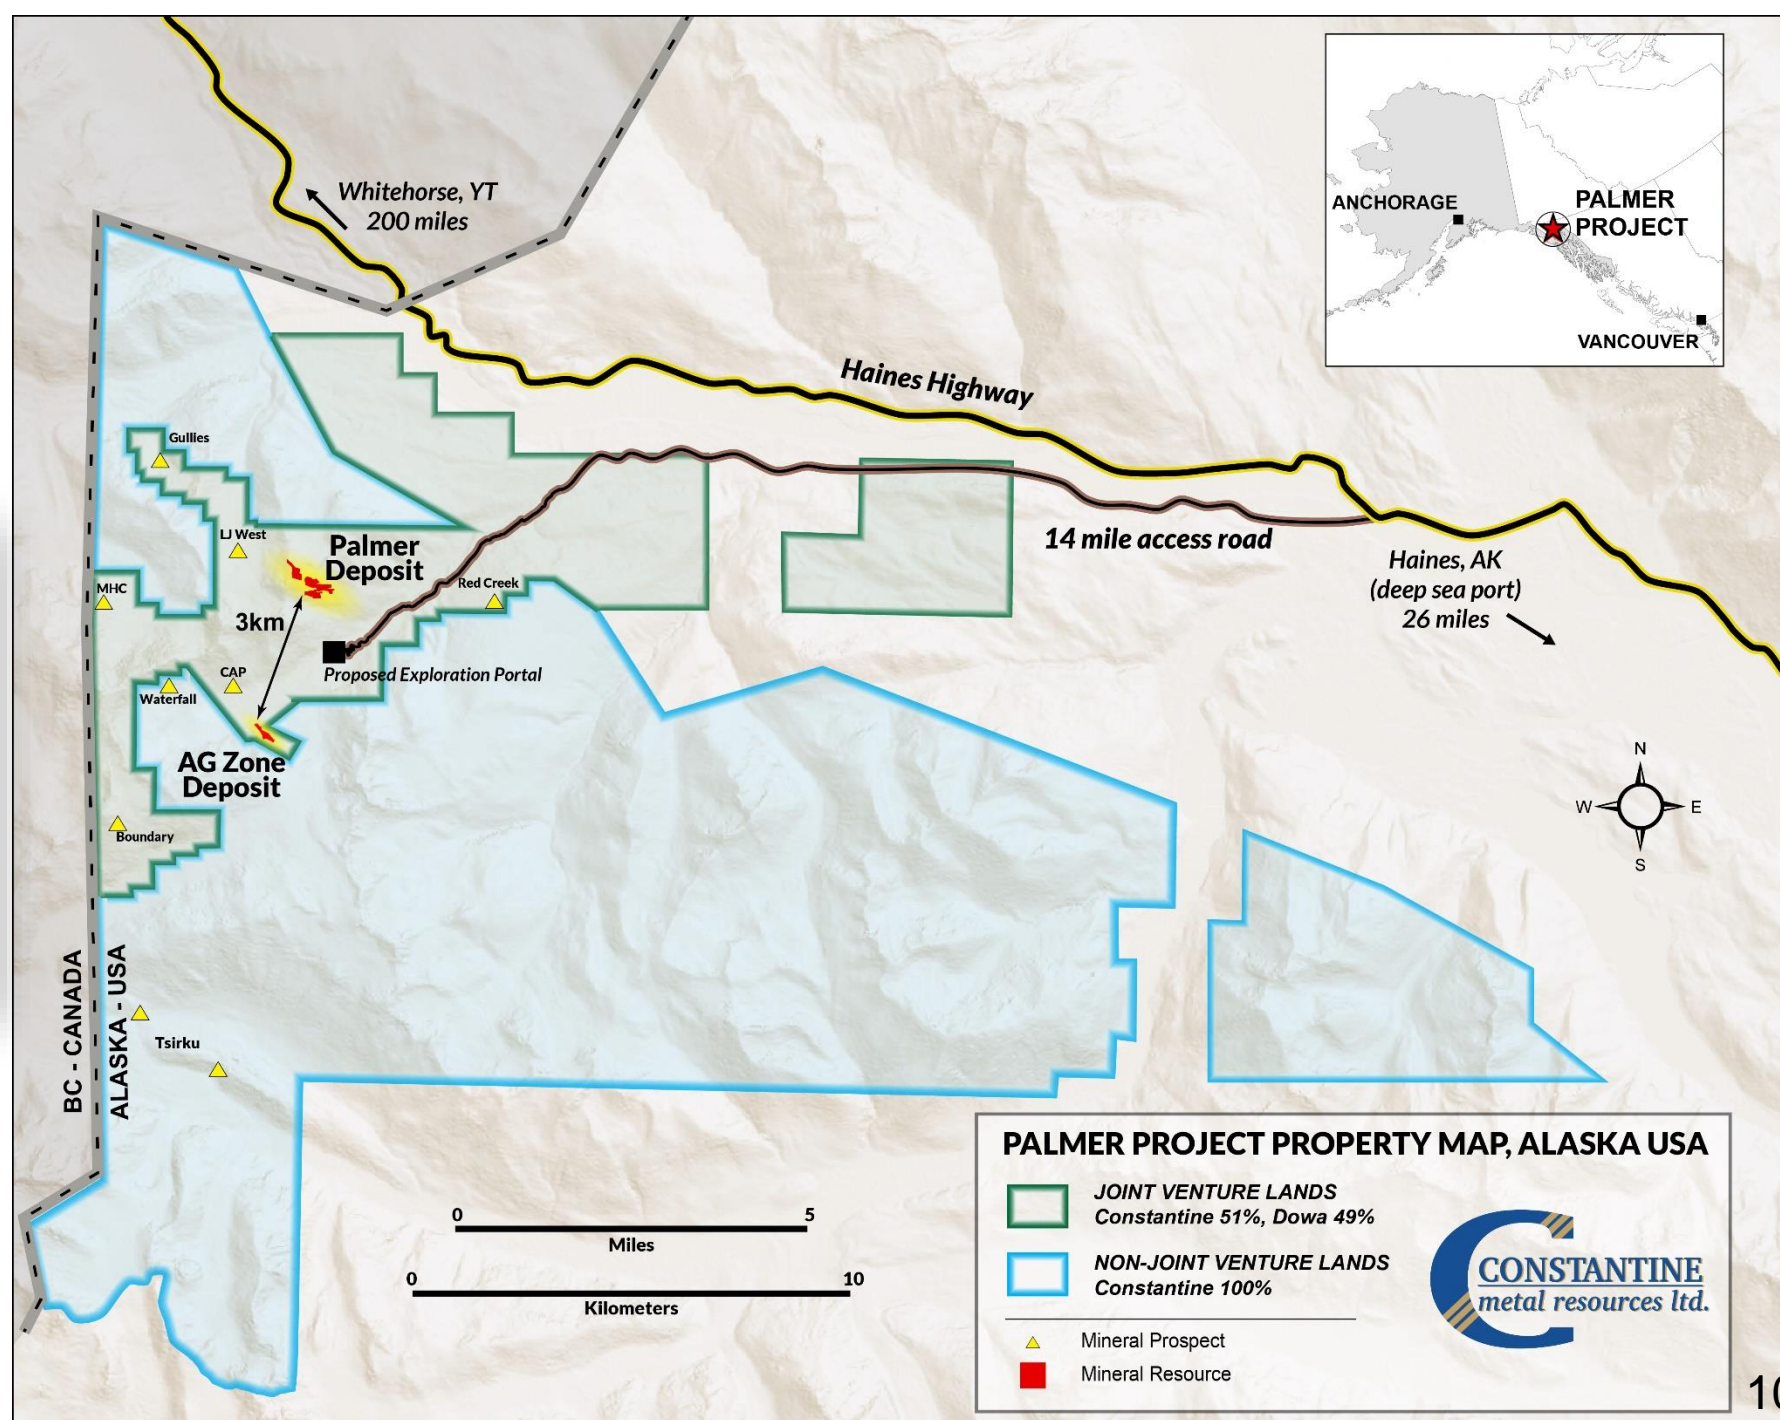 Whitehorse, YT
200 miles
ANCHORAGE
PALMER
PROJECT
VANCOUVER
Haines Highway
Gullies
LJ West
Palmer
Deposit
MHC
Red Creek
3km
14 mile access road
Haines, AK
(deep sea port)
26 miles
CAP
Proposed Exploration Portal
Waterfall
AG Zone
Deposit
Boundary
N
W
E
S
BC - CANADA
ALASKA - USA
Tsirku
0 5
Miles
0 10
Kilometers
PALMER PROJECT PROPERTY MAP, ALASKA USA
JOINT VENTURE LANDS
Constantine 51%, Dowa 49%
NON-JOINT VENTURE LANDS
Constantine 100%
Mineral Prospect
Mineral Resource
CONSTANTINE
metal resources ltd.
10